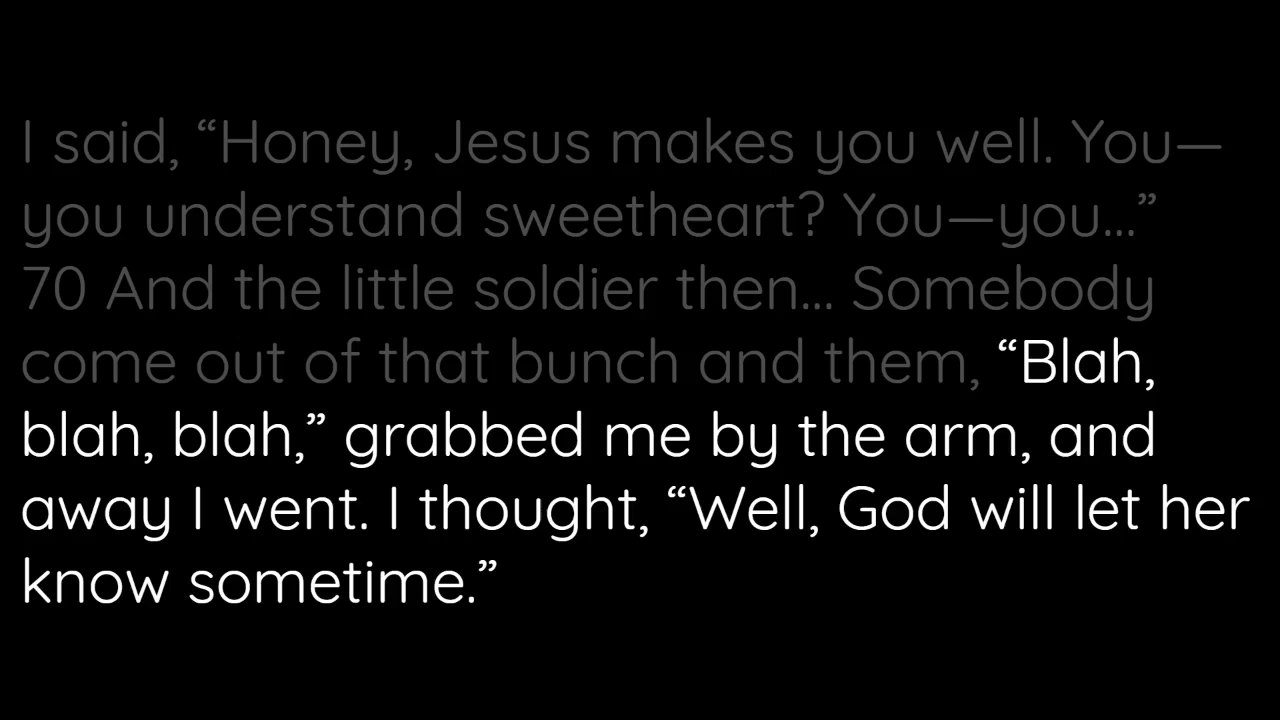 I said, “Honey, Jesus makes you well. You—
you understand sweetheart? You—you...”
70 And the little soldier then... Somebody
come out of that bunch and them, “Blah,
blah, blah,” grabbed me by the arm, and
away I went. I thought, “Well, God will let her
know sometime.”